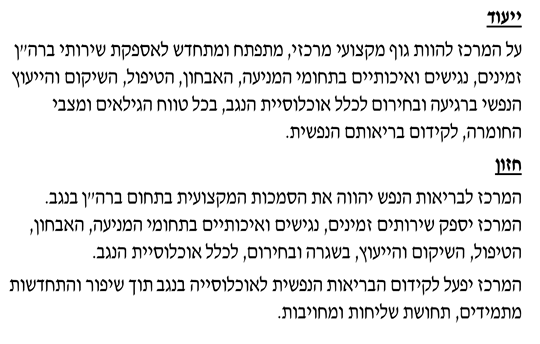 ייעוד
על המרכז להוות גוף מקצועי מרכזי, מתפתח ומתחדש לאספקת שירותי ברה״ן
זמינים, נגישים ואיכותיים בתחומי המניעה, האבחון, הטיפול, השיקום והייעוץ
הנפשי ברגיעה ובחירום לכלל אוכלוסיית הנגב, בכל טווח הגילאים ומצבי
החומרה, לקידום בריאותם הנפשית.
חזון
המרכז לבריאות הנפש יהווה את הסמכות המקצועית בתחום ברה״ן בנגב.
המרכז יספק שירותים זמינים, נגישים ואיכותיים בתחומי המניעה, האבחון,
הטיפול, השיקום והייעוץ, בשגרה ובחירום, לכלל אוכלוסיית הנגב.
המרכז יפעל לקידום הבריאות הנפשית לאוכלוסייה בנגב תוך שיפור והתחדשות
מתמידים, תחושת שליחות ומחויבות.